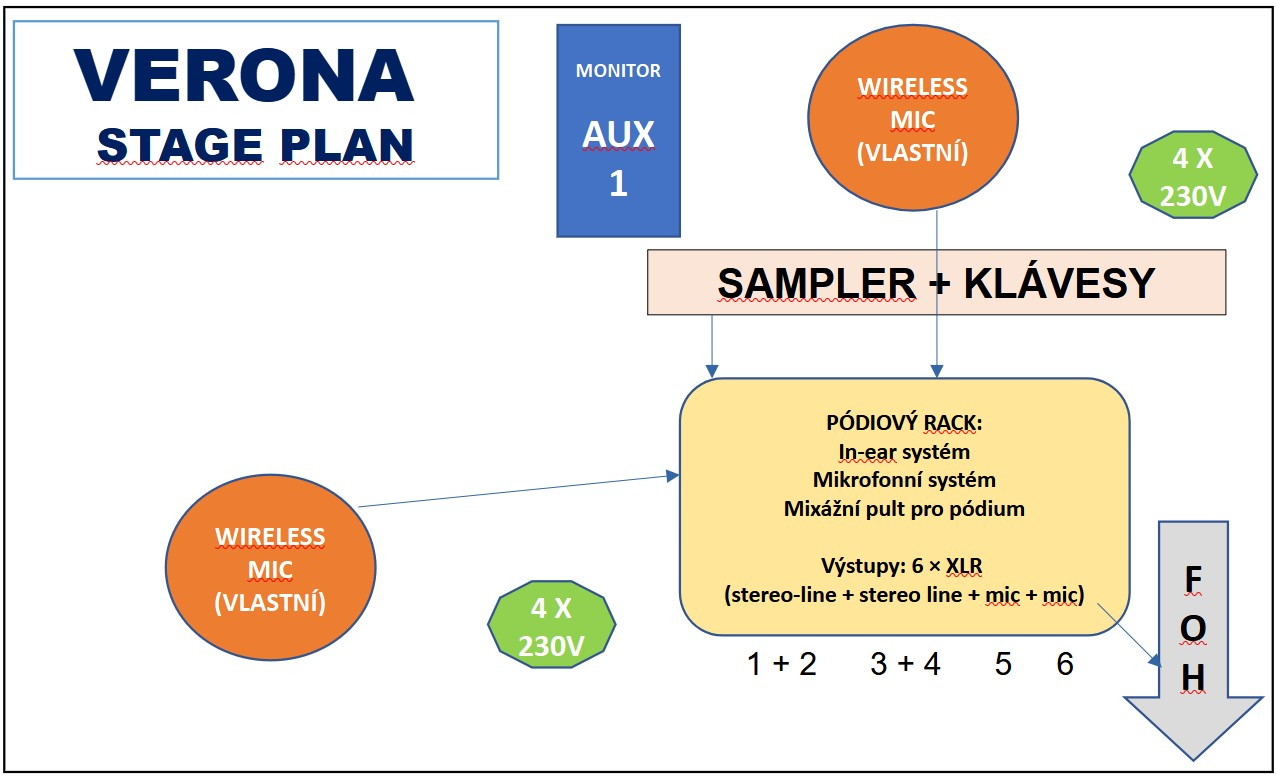 VERONA
STAGE PLAN
MONITOR
AUX
1
WIRELESS
MIC
(VLASTNÍ)
4 X
230V
SAMPLER + KLÁVESY
PÓDIOVÝ RACK:
In-ear systém
Mikrofonní systém
Mixážní pult pro pódium
Výstupy: 6 × XLR
(stereo-line + stereo line + mic + mic)
1 + 2 3 + 4 5 6
WIRELESS
MIC
(VLASTNÍ)
4 X
230V
F
O
H